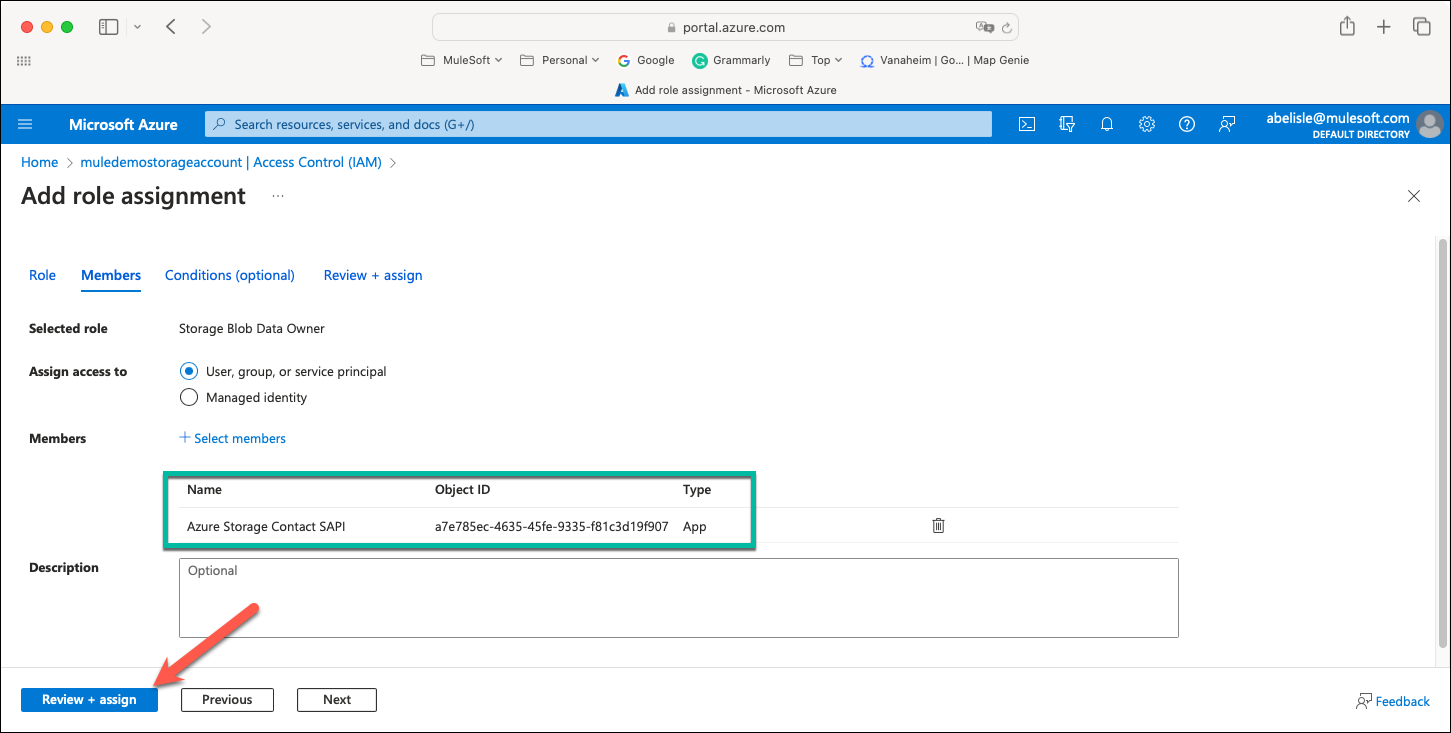 portal.azure.com
MuleSoft
Personal
Google
Grammarly
Top
Vanaheim | Go... | Map Genie
Add role assignment - Microsoft Azure
Microsoft Azure
Search resources, services, and docs (G+/)
abelisle@mulesoft.com
DEFAULT DIRECTORY
Home > muledemostorageaccount | Access Control (IAM) >
Add role assignment ...
Role
Members
Conditions (optional)
Review + assign
Selected role
Storage Blob Data Owner
Assign access to
User, group, or service principal
Managed identity
Members
+ Select members
Name Object ID Type
Azure Storage Contact SAPI a7e785ec-4635-45fe-9335-f81c3d19f907 App
Description
Optional
Review + assign
Previous
Next
Feedback